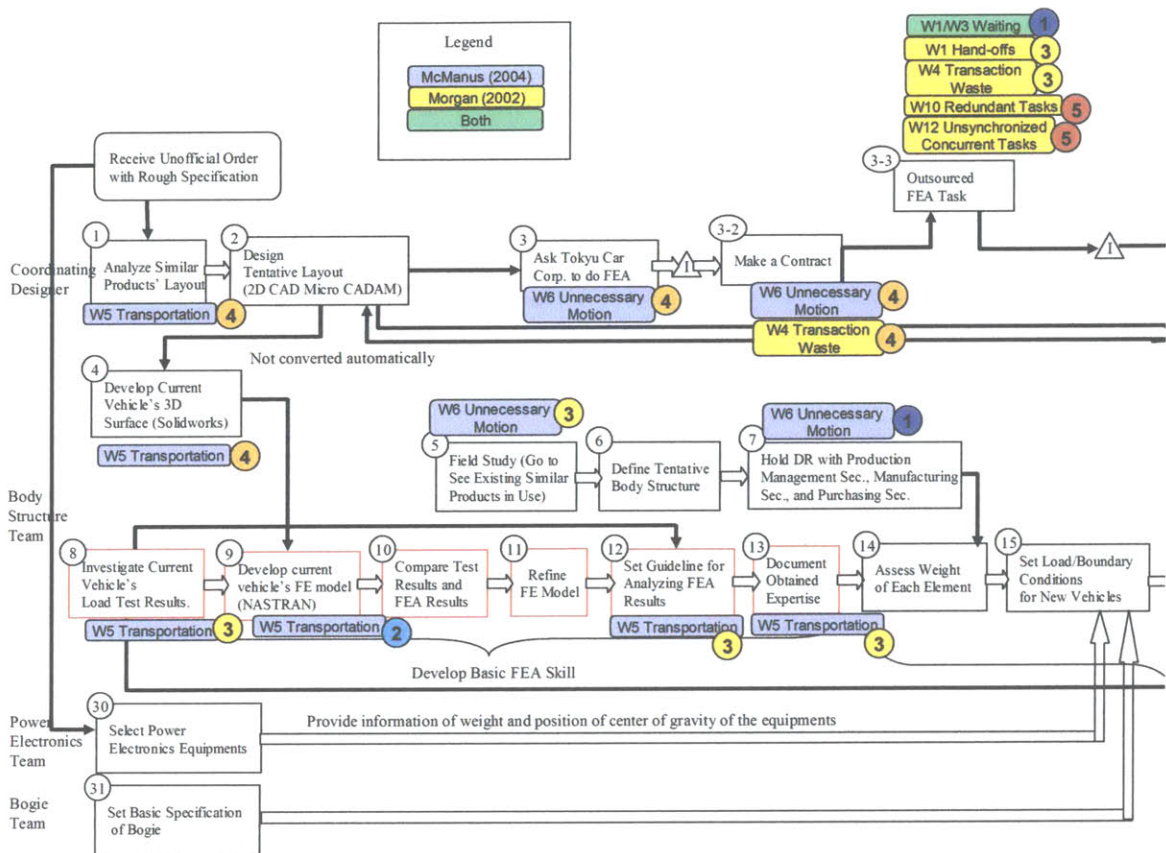 Legend
McManus (2004)
Morgan (2002)
Both
W1/W3 Waiting
1
W1 Hand-offs
3
W4 Transaction
Waste
3
W10 Redundant Tasks
5
W12 Unsynchronized
Concurrent Tasks
5
Receive Unofficial Order
with Rough Specification
3-3
Outsourced
FEA Task
Coordinating
Designer
1
Analyze Similar
Products' Layout
W5 Transportation
4
2
Design
Tentative Layout
(2D CAD Micro CADAM)
3
Ask Tokyu Car
Corp. to do FEA
W6 Unnecessary
Motion
4
I
3-2
Make a Contract
W6 Unnecessary
Motion
4
W4 Transaction
Waste
4
I
Not converted automatically
4
Develop Current
Vehicle's 3D
Surface (Solidworks)
W5 Transportation
4
W6 Unnecessary
Motion
3
5
Field Study (Go to
See Existing Similar
Products in Use)
6
Define Tentative
Body Structure
W6 Unnecessary
Motion
1
7
Hold DR with Production
Management Sec., Manufacturing
Sec., and Purchasing Sec.
Body
Structure
Team
8
Investigate Current
Vehicle's
Load Test Results.
W5 Transportation
3
9
Develop current
vehicle's FE model
(NASTRAN)
W5 Transportation
2
10
Compare Test
Results and
FEA Results
11
Refine
FE Model
12
Set Guideline for
Analyzing FEA
Results
W5 Transportation
3
13
Document
Obtained
Expertise
W5 Transportation
3
14
Assess Weight
of Each Element
15
Set Load/Boundary
Conditions
for New Vehicles
Develop Basic FEA Skill
Power
Electronics
Team
30
Select Power
Electronics Equipments
Provide information of weight and position of center of gravity of the equipments
Bogie
Team
31
Set Basic Specification
of Bogie